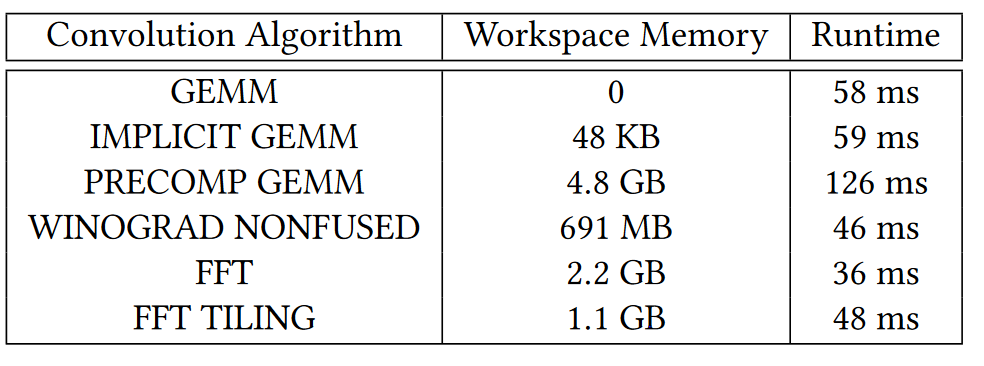 Convolution Algorithm Workspace Memory Runtime
GEMM 0 58 ms
IMPLICIT GEMM 48 KB 59 ms
PRECOMP GEMM 4.8 GB 126 ms
WINOGRAD NONFUSED 691 MB 46 ms
FFT 2.2 GB 36 ms
FFT TILING 1.1 GB 48 ms